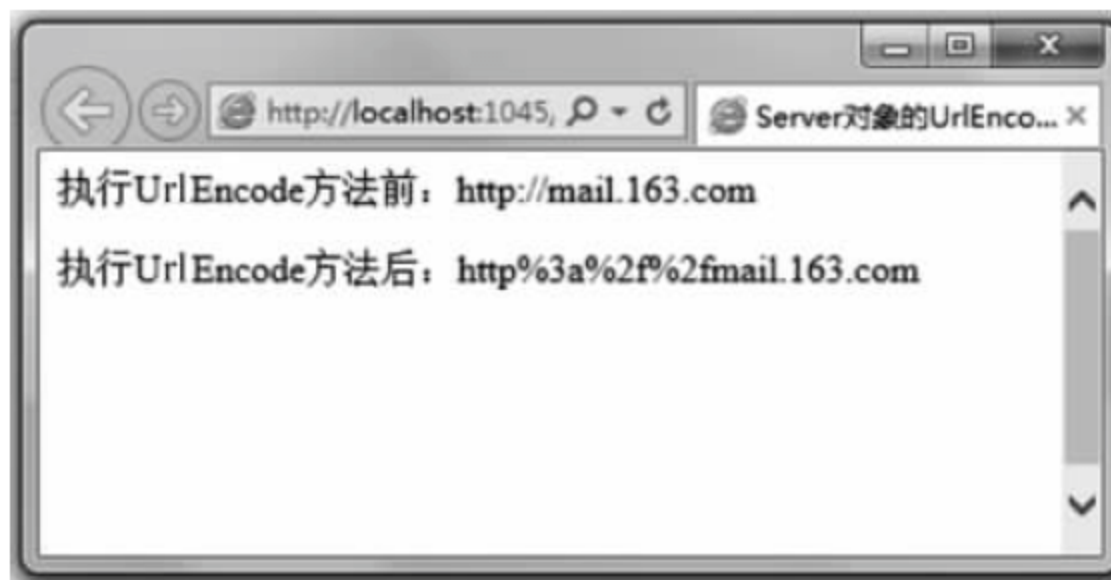 http://localhost:1045,
Server对象的UrlEnco...
执行UrlEncode方法前：http://mail.163.com
执行UrlEncode方法后：http%3a%2f%2fmail.163.com